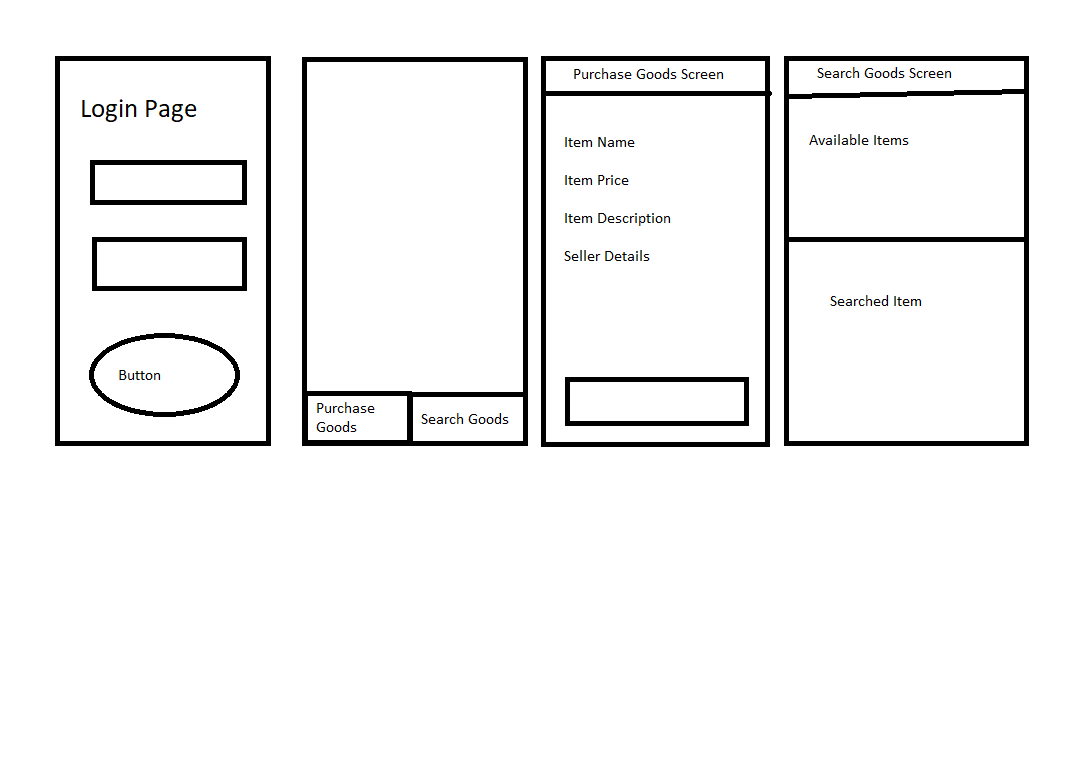 Login Page
Button
Purchase
Goods
Search Goods
Purchase Goods Screen
Item Name
Item Price
Item Description
Seller Details
Search Goods Screen
Available Items
Searched Item